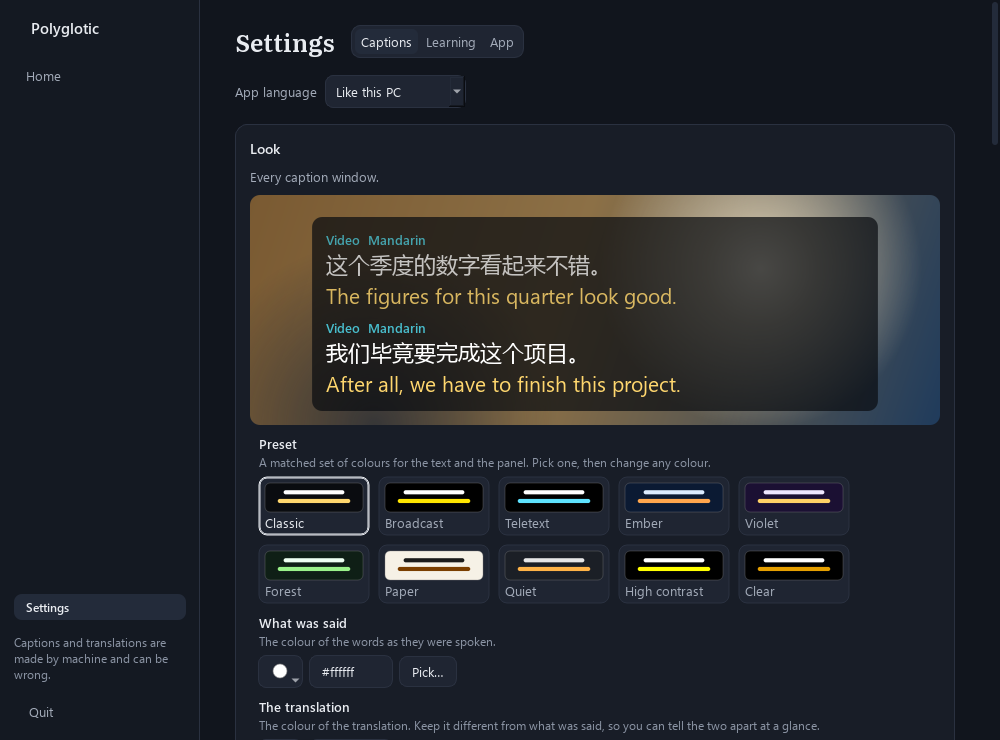 Polyglotic
Home
Settings
Captions and translations are
made by machine and can be
wrong.
Quit
Settings
Captions Learning App
App language Like this PC
Look
Every caption window.
Video Mandarin
这个季度的数字看起来不错。
The figures for this quarter look good.
Video Mandarin
我们毕竟要完成这个项目。
After all, we have to finish this project.
Preset
A matched set of colours for the text and the panel. Pick one, then change any colour.
Classic Broadcast Teletext Ember Violet
Forest Paper Quiet High contrast Clear
What was said
The colour of the words as they were spoken.
#ffffff Pick...
The translation
The colour of the translation. Keep it different from what was said, so you can tell the two apart at a glance.